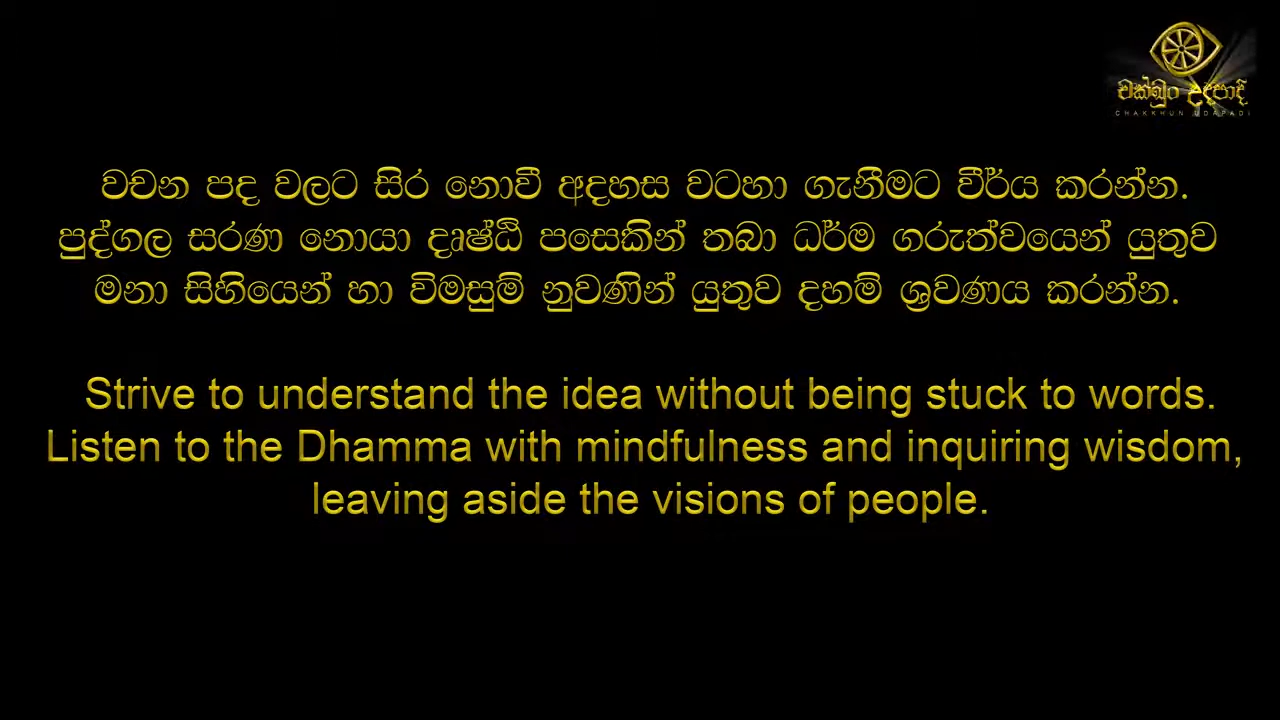 චක්ඛුං උදපාදී
CHAKKHUN UDAPADI
වචන පද වලට සිර නොවී අදහස වටහා ගැනීමට වීර්ය කරන්න.
පුද්ගල සරණ නොයා දෘෂ්ඨි පසෙකින් තබා ධර්ම ගරුත්වයෙන් යුතුව
මනා සිහියෙන් හා විමසුම් නුවණින් යුතුව දහම් ශ්‍රවණය කරන්න.
Strive to understand the idea without being stuck to words.
Listen to the Dhamma with mindfulness and inquiring wisdom,
leaving aside the visions of people.